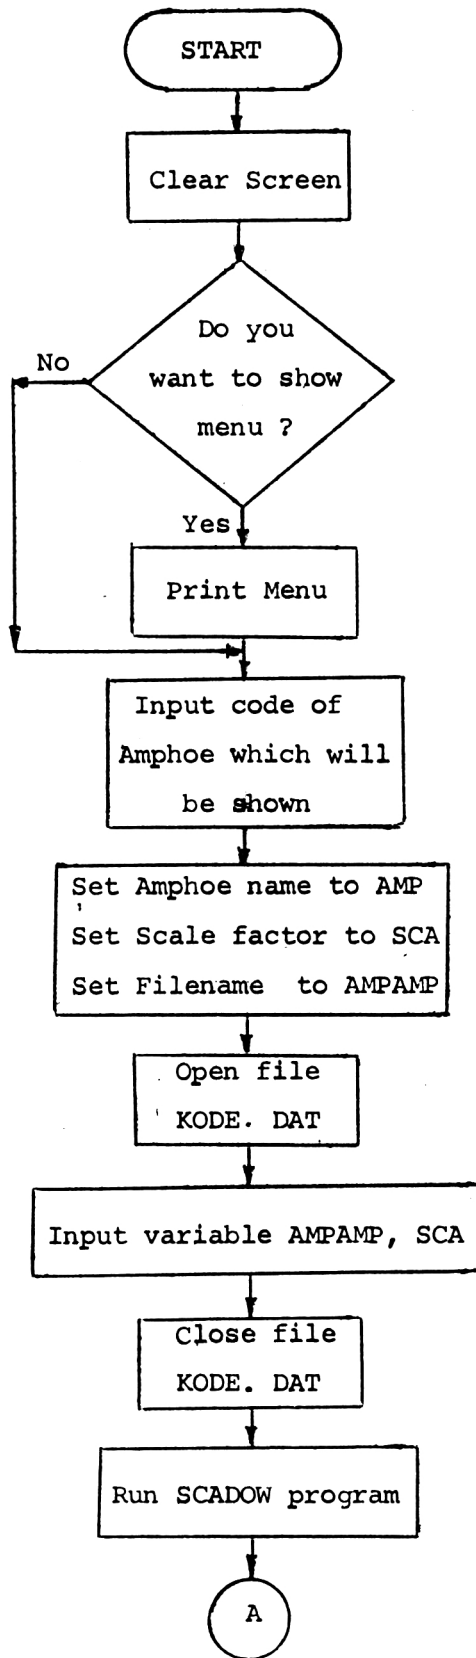 START
Clear Screen
Do you
want to show
menu ?
No
Yes
Print Menu
Input code of
Amphoe which will
be shown
Set Amphoe name to AMP
Set Scale factor to SCA
Set Filename to AMPAMP
Open file
KODE. DAT
Input variable AMPAMP, SCA
Close file
KODE. DAT
Run SCADOW program
A